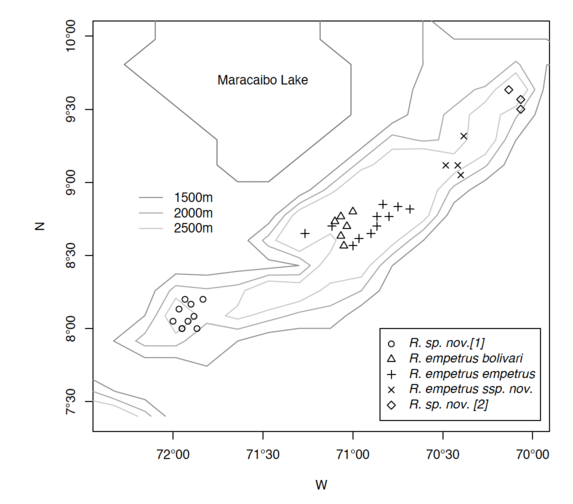 10°00
9°30
9°00
8°30
8°00
7°30
N
Maracaibo Lake
1500m
2000m
2500m
R. sp. nov.[1]
R. empetrus bolivari
R. empetrus empetrus
R. empetrus ssp. nov.
R. sp. nov. [2]
72°00 71°30 71°00 70°30 70°00
W